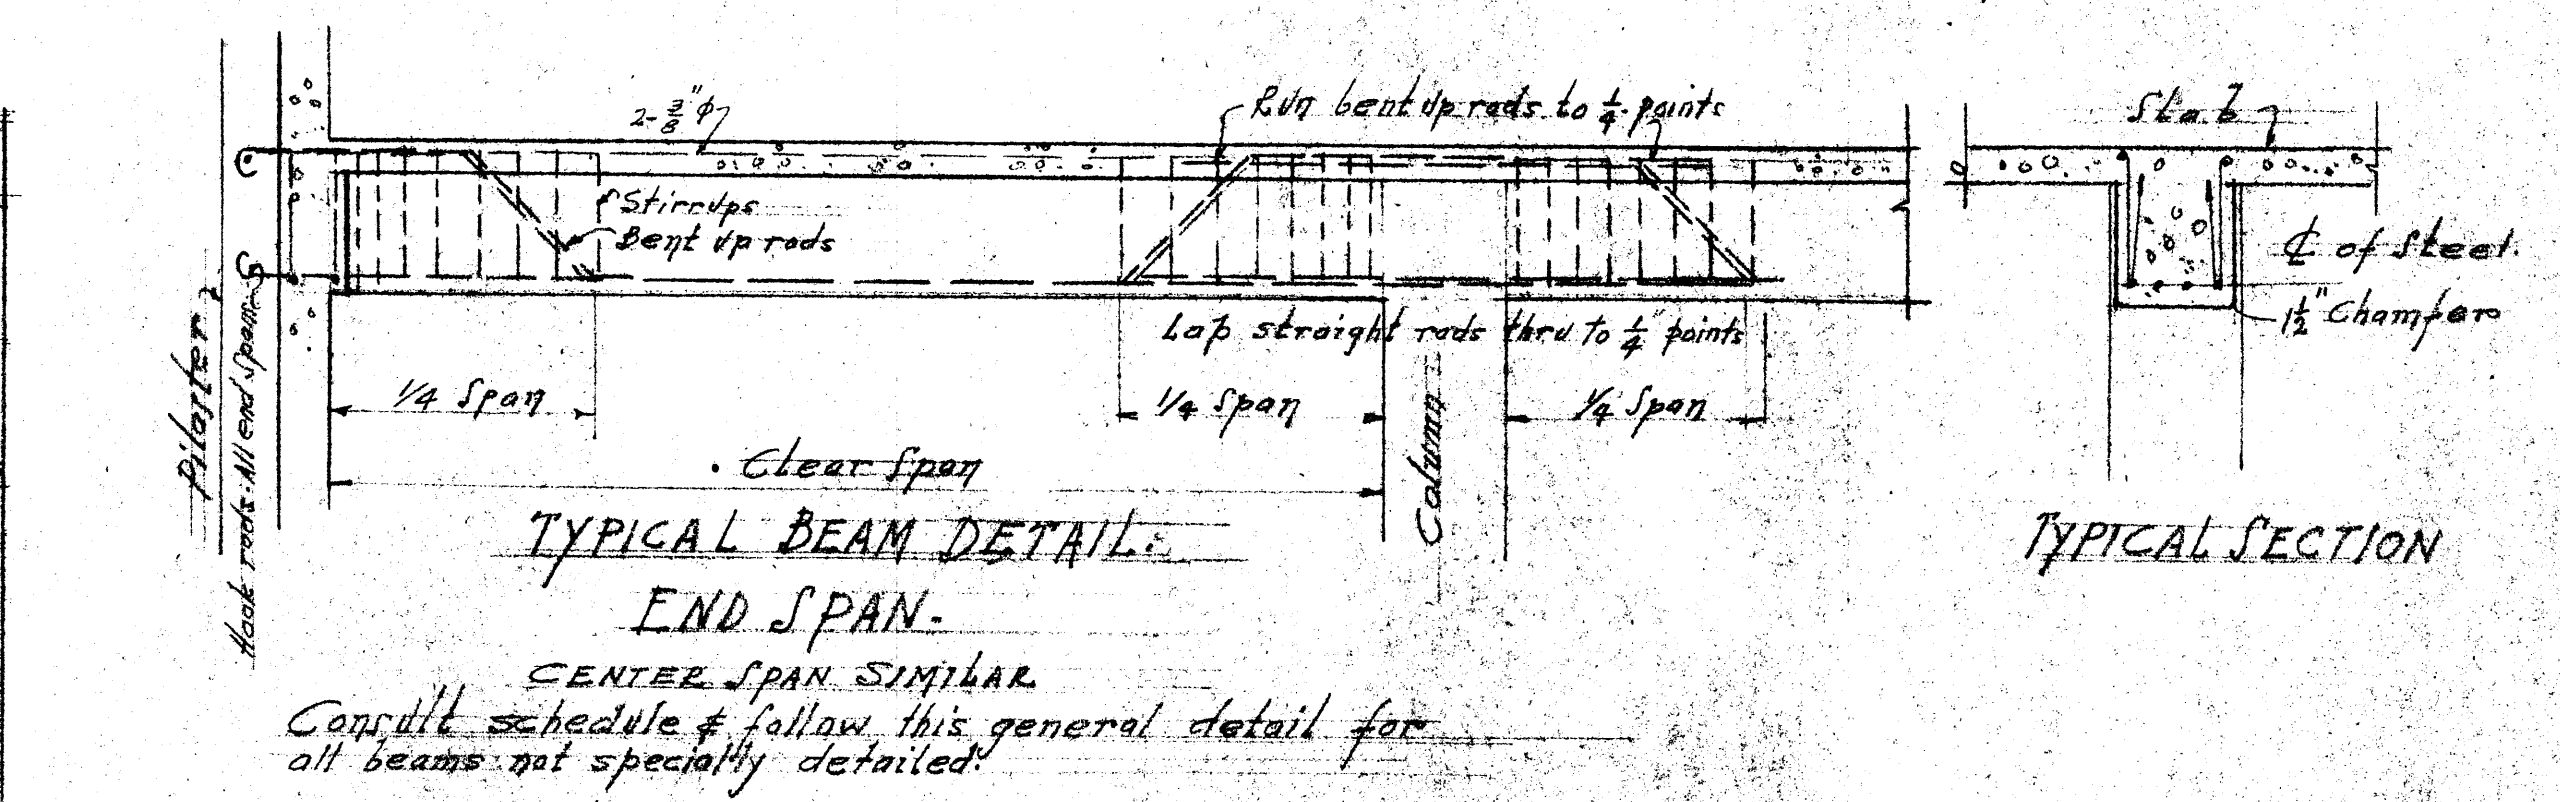 2-3/8"φ
Run bent up rods to 1/4 points
Slab
Stirrups
Bent up rods
℄ of Steel.
1 1/2" Chamfer
Lap straight rods thru to 1/4 points
Pilaster
Hook rods. All end spans
1/4 Span
1/4 Span
1/4 Span
Clear Span
Column
TYPICAL BEAM DETAIL.
END SPAN.
CENTER SPAN SIMILAR
TYPICAL SECTION
Consult schedule & follow this general detail for
all beams not specially detailed.